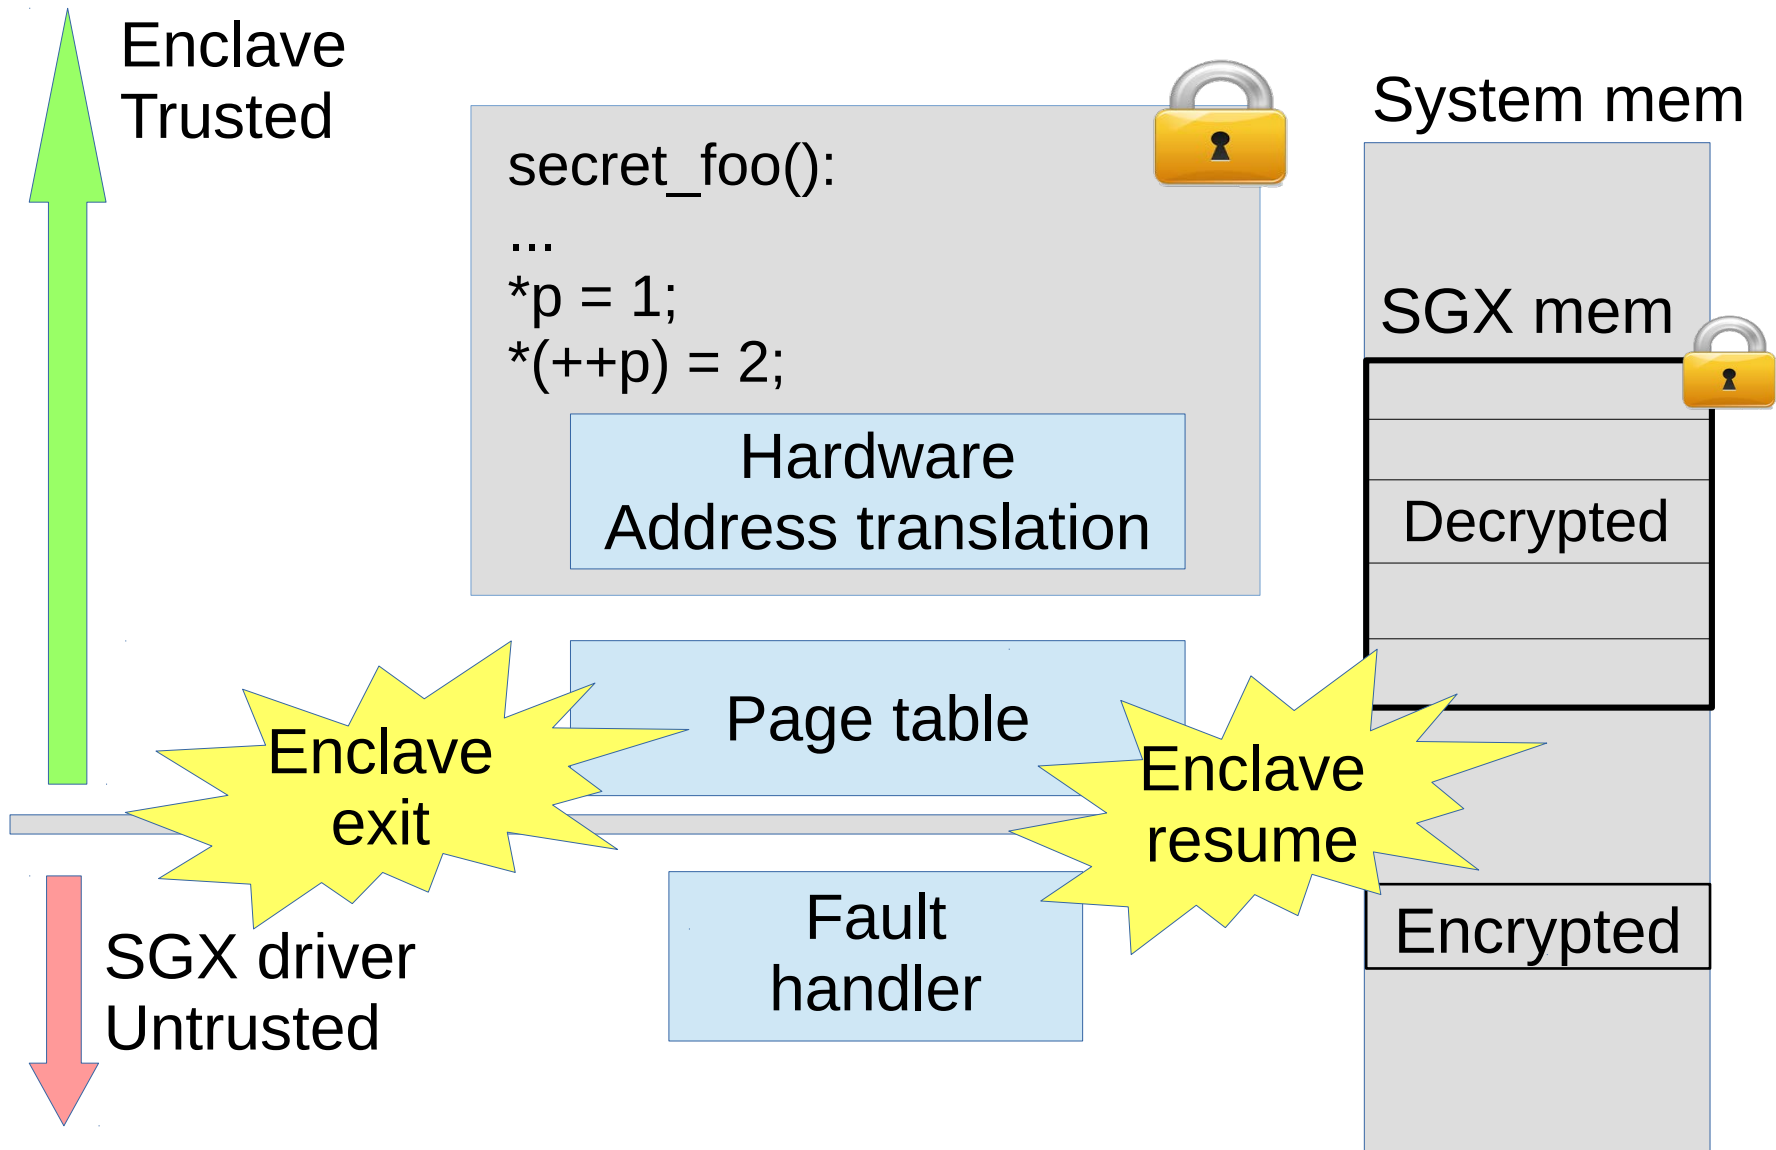 Enclave
Trusted
secret_foo():
...
*p = 1;
*(++p) = 2;
Hardware
Address translation
System mem
SGX mem
Decrypted
Page table
Enclave
exit
Enclave
resume
Fault
handler
Encrypted
SGX driver
Untrusted